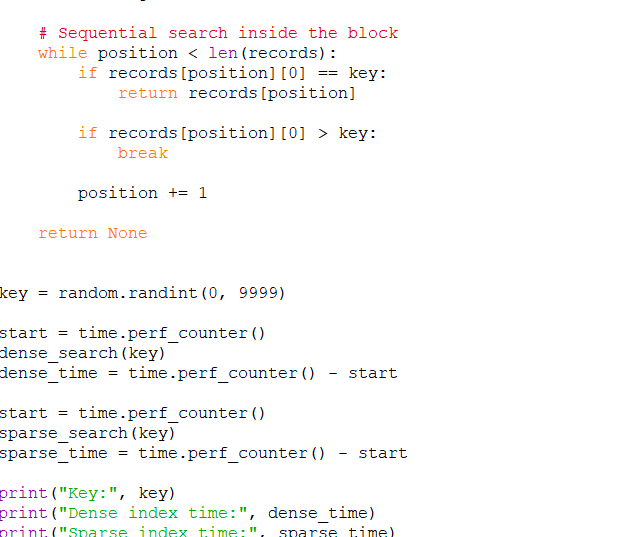 # Sequential search inside the block
while position < len(records):
if records[position][0] == key:
return records[position]
if records[position][0] > key:
break
position += 1
return None
key = random.randint(0, 9999)
start = time.perf_counter()
dense_search(key)
dense_time = time.perf_counter() - start
start = time.perf_counter()
sparse_search(key)
sparse_time = time.perf_counter() - start
print("Key:", key)
print("Dense index time:", dense_time)
print("Sparse index time:", sparse_time)